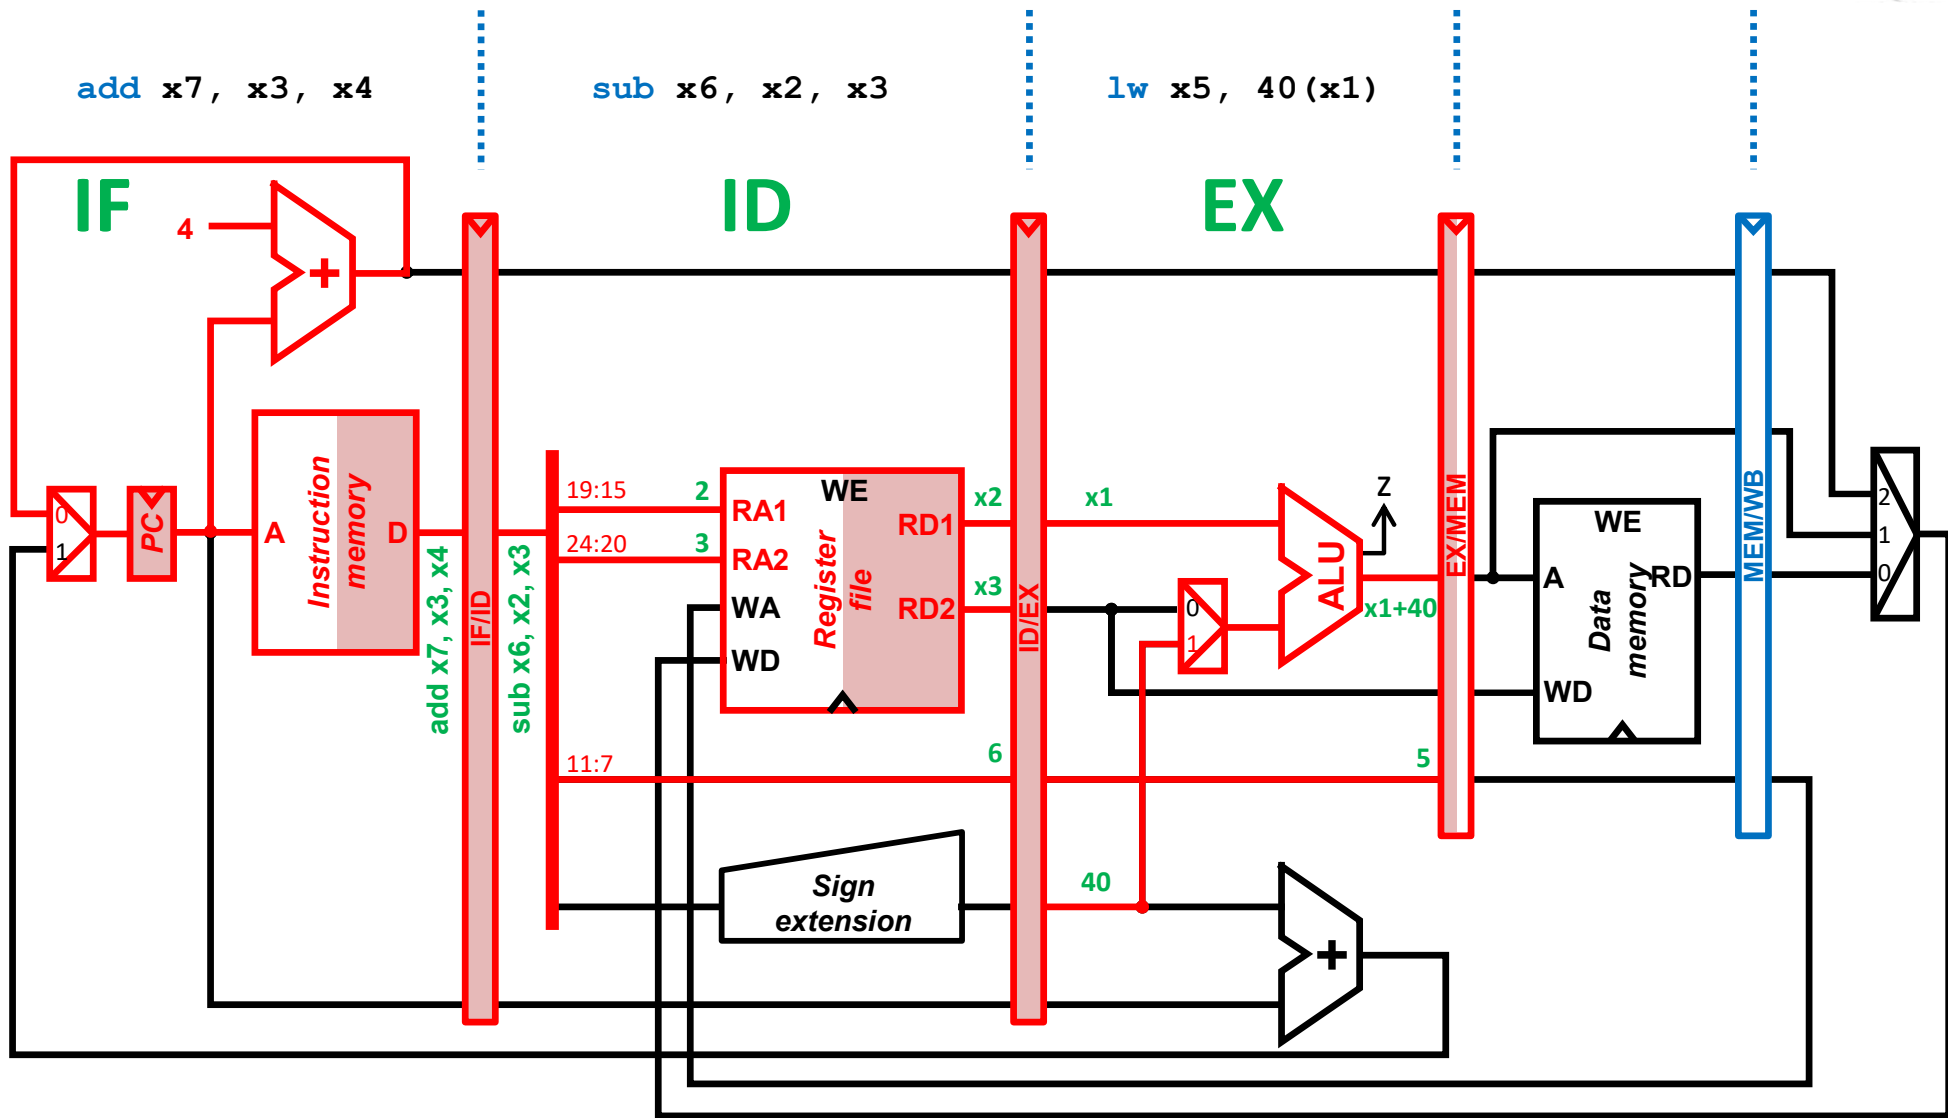 add x7, x3, x4
sub x6, x2, x3
lw x5, 40(x1)
IF
ID
EX
4
+
0
1
PC
A
Instruction
memory
D
add x7, x3, x4
IF/ID
sub x6, x2, x3
19:15
2
24:20
3
11:7
WE
RA1
RA2
WA
WD
Register
file
RD1
RD2
x2
x3
6
ID/EX
x1
0
1
ALU
Z
x1+40
5
40
Sign
extension
+
EX/MEM
WE
A
RD
Data
memory
WD
MEM/WB
2
1
0